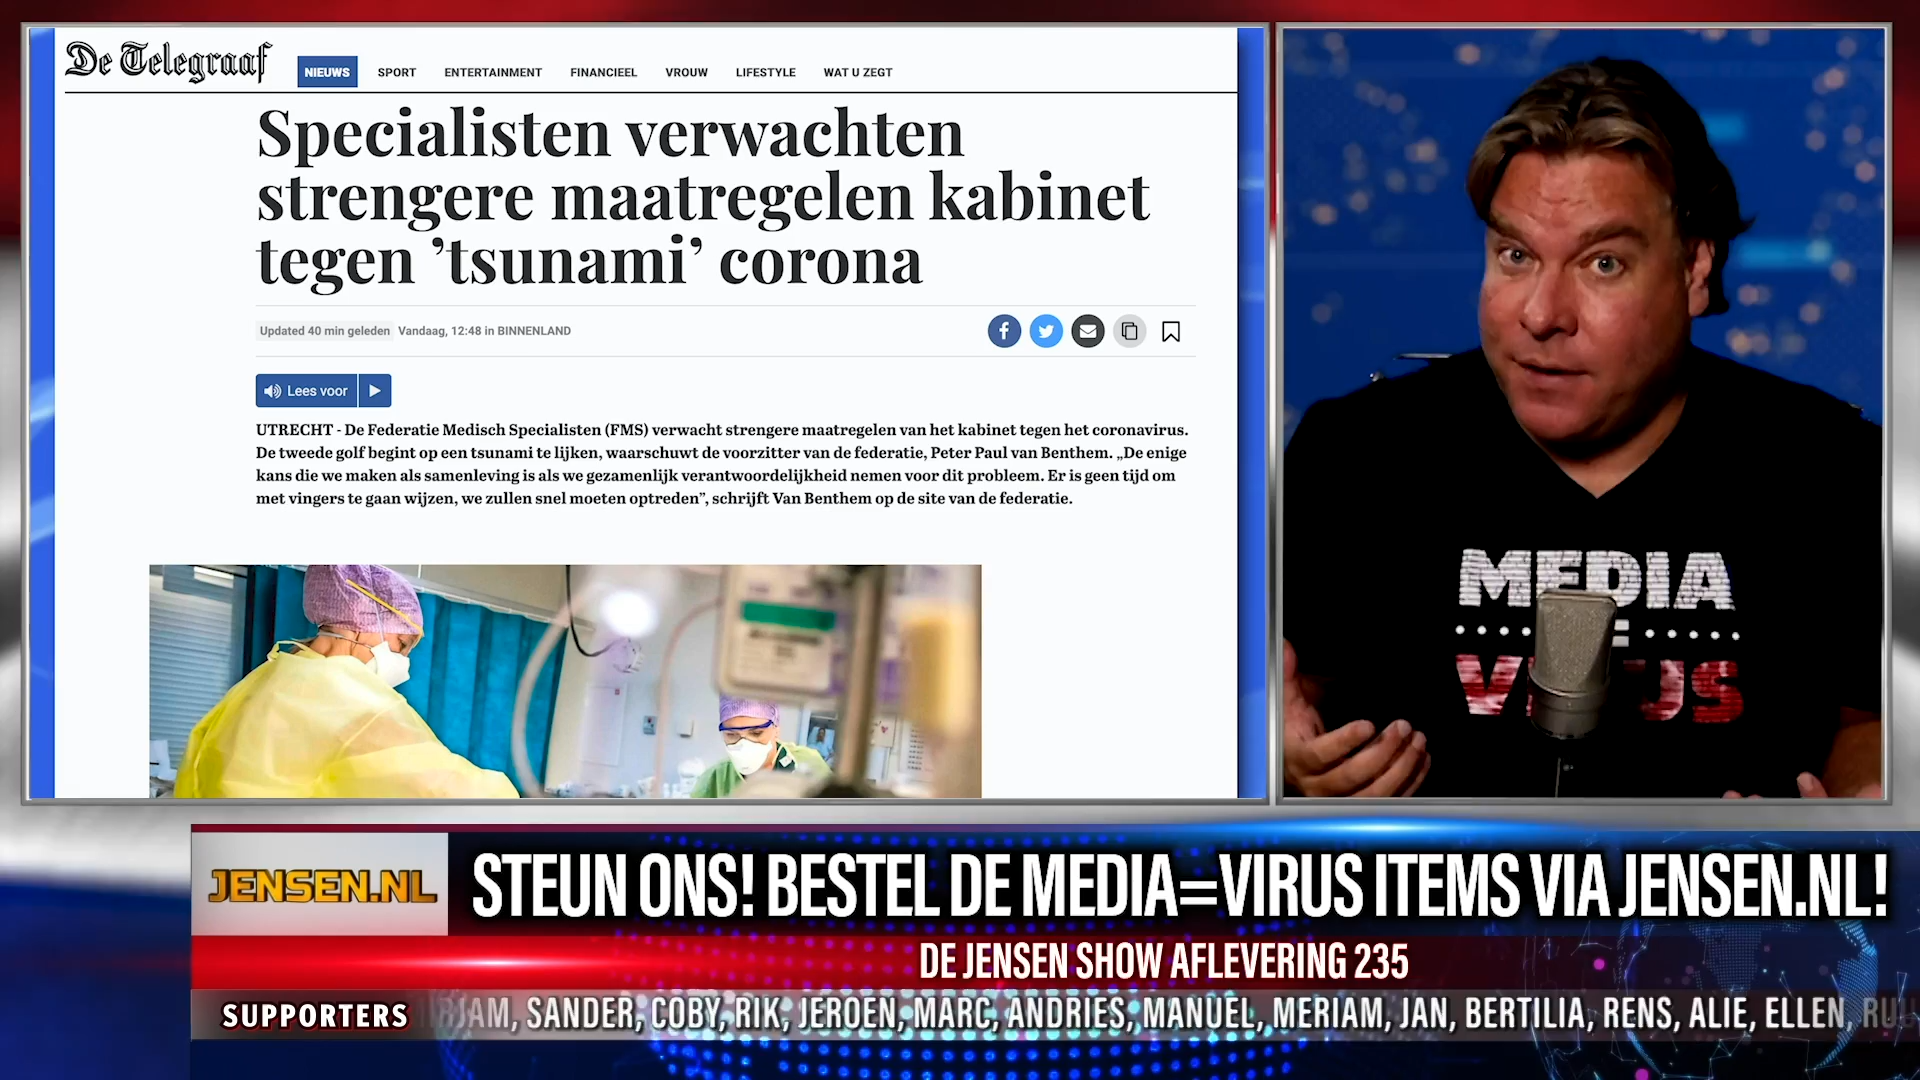 De Telegraaf
NIEUWS SPORT ENTERTAINMENT FINANCIEEL VROUW LIFESTYLE WAT U ZEGT
Specialisten verwachten
strengere maatregelen kabinet
tegen ’tsunami’ corona
Updated 40 min geleden Vandaag, 12:48 in BINNENLAND
Lees voor
UTRECHT - De Federatie Medisch Specialisten (FMS) verwacht strengere maatregelen van het kabinet tegen het coronavirus.
De tweede golf begint op een tsunami te lijken, waarschuwt de voorzitter van de federatie, Peter Paul van Benthem. „De enige
kans die we maken als samenleving is als we gezamenlijk verantwoordelijkheid nemen voor dit probleem. Er is geen tijd om
met vingers te gaan wijzen, we zullen snel moeten optreden”, schrijft Van Benthem op de site van de federatie.
MEDIA
JENSEN.NL
STEUN ONS! BESTEL DE MEDIA=VIRUS ITEMS VIA JENSEN.NL!
DE JENSEN SHOW AFLEVERING 235
SUPPORTERS
SANDER, COBY, RIK, JEROEN, MARC, ANDRIES, MANUEL, MERIAM, JAN, BERTILIA, RENS, ALIE, ELLEN,